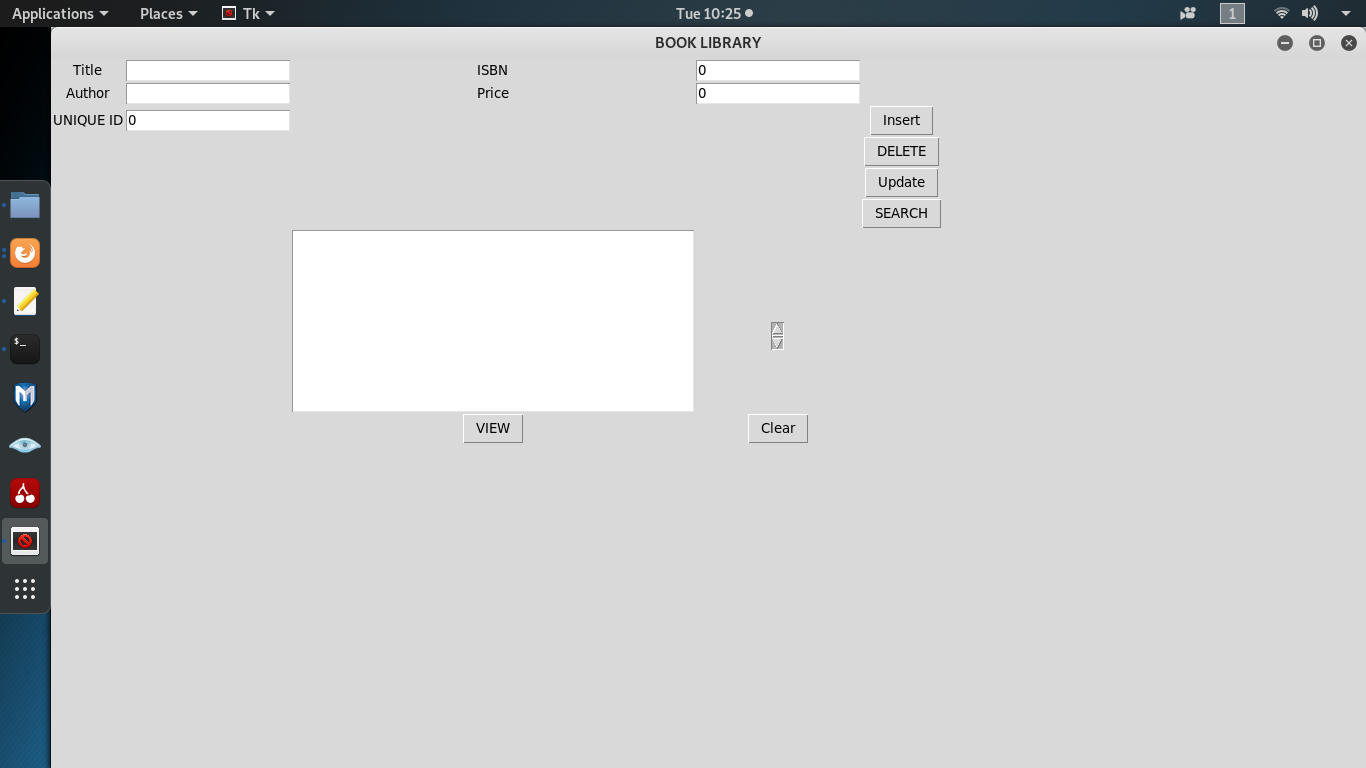 Applications Places Tk Tue 10:25 1
BOOK LIBRARY
Title ISBN 0
Author Price 0
UNIQUE ID 0 Insert
DELETE
Update
SEARCH
VIEW Clear
$_